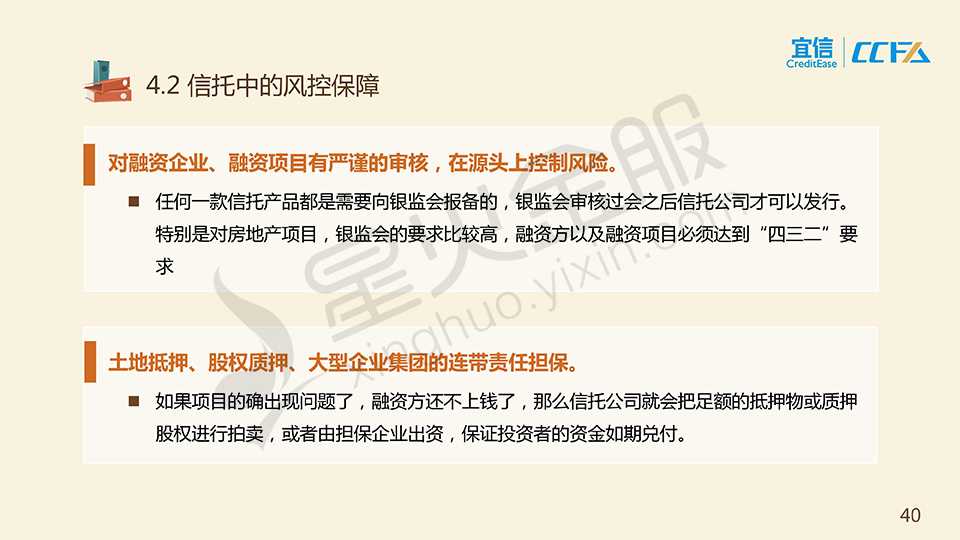 宜信
CreditEase
CCFA
4.2 信托中的风控保障
对融资企业、融资项目有严谨的审核，在源头上控制风险。
任何一款信托产品都是需要向银监会报备的，银监会审核过会之后信托公司才可以发行。
特别是对房地产项目，银监会的要求比较高，融资方以及融资项目必须达到“四三二”要
求
土地抵押、股权质押、大型企业集团的连带责任担保。
如果项目的确出现问题了，融资方还不上钱了，那么信托公司就会把足额的抵押物或质押
股权进行拍卖，或者由担保企业出资，保证投资者的资金如期兑付。
星火金服
xinghuo.yixin.com
40